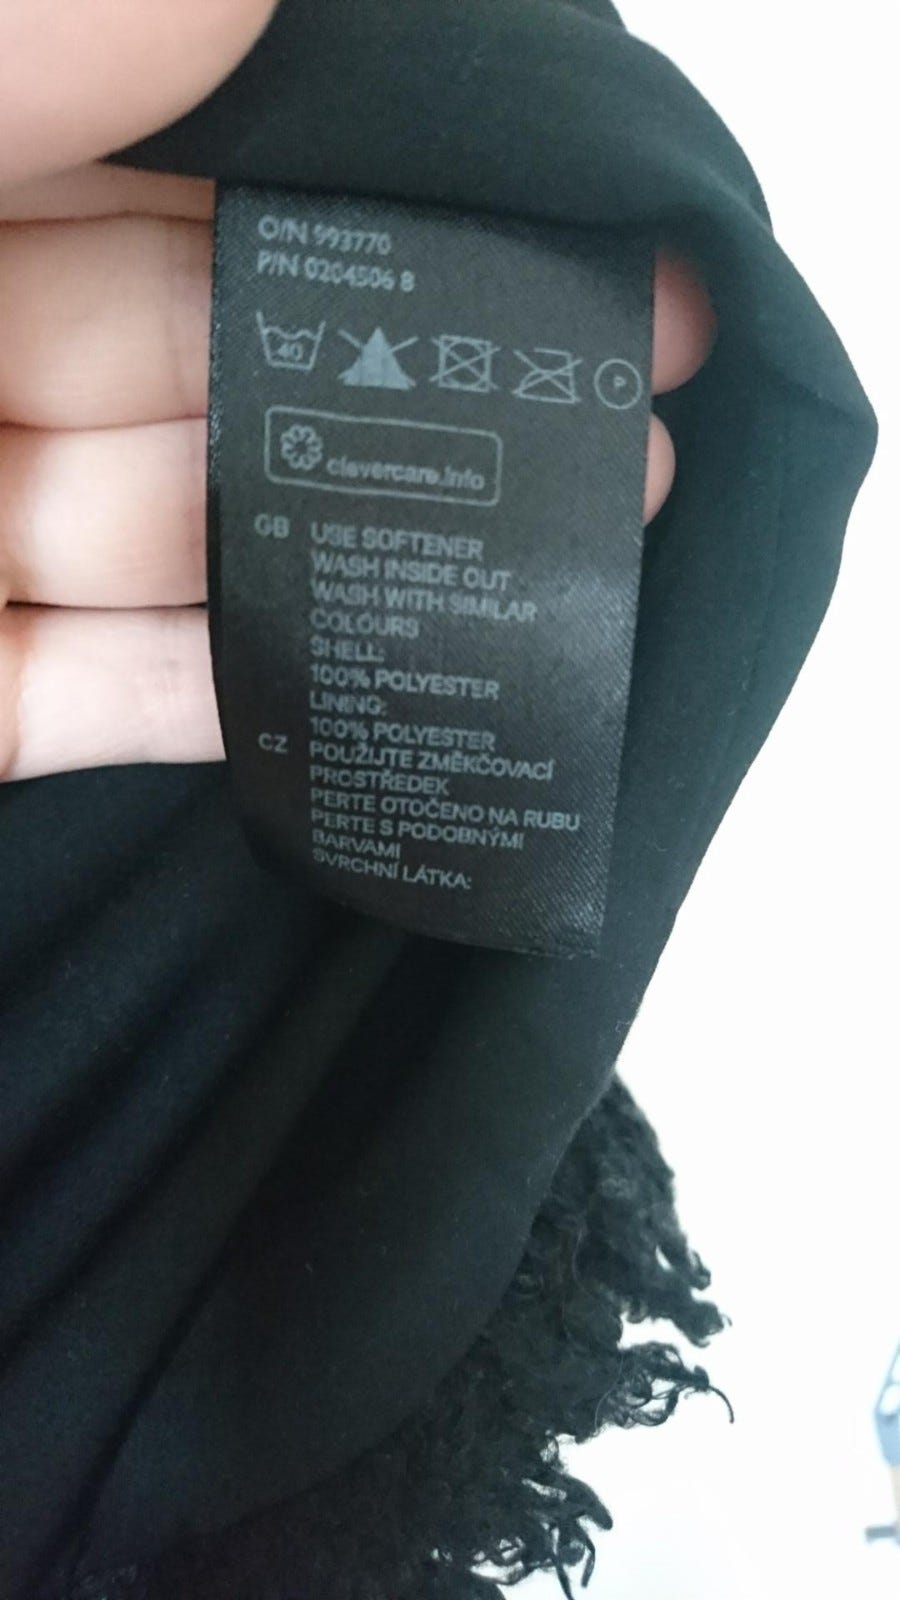 O/N 993770
P/N 0204506 8
40
P
clevercare.info
GB USE SOFTENER
WASH INSIDE OUT
WASH WITH SIMILAR
COLOURS
SHELL:
100% POLYESTER
LINING:
100% POLYESTER
CZ POUŽIJTE ZMĚKČOVACÍ
PROSTŘEDEK
PERTE OTOČENO NA RUBU
PERTE S PODOBNÝMI
BARVAMI
SVRCHNÍ LÁTKA: